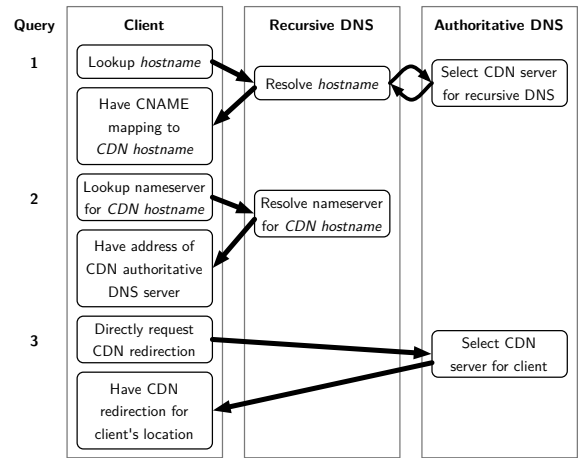 Query
Client
Recursive DNS
Authoritative DNS
1
Lookup hostname
Resolve hostname
Select CDN server
for recursive DNS
Have CNAME
mapping to
CDN hostname
2
Lookup nameserver
for CDN hostname
Resolve nameserver
for CDN hostname
Have address of
CDN authoritative
DNS server
3
Directly request
CDN redirection
Select CDN
server for client
Have CDN
redirection for
client's location